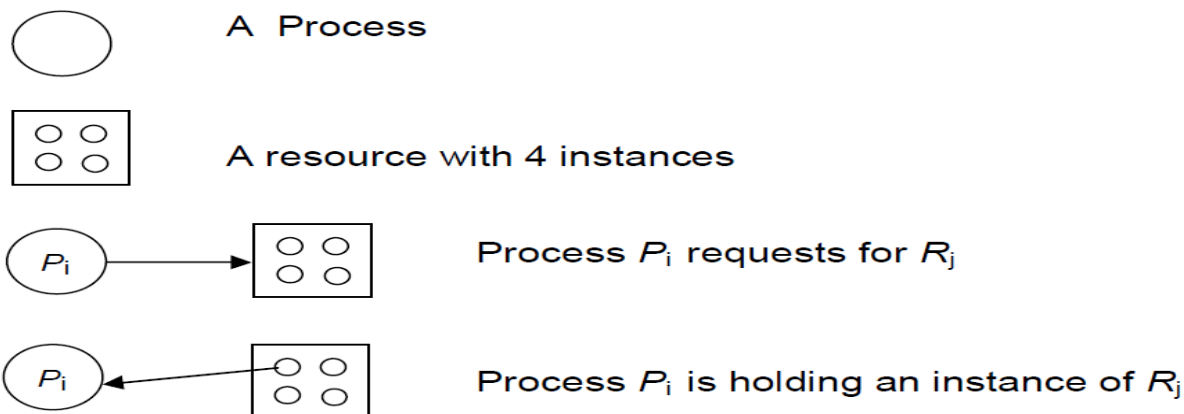 A Process
A resource with 4 instances
Pi Process Pi requests for Rj
Pi Process Pi is holding an instance of Rj